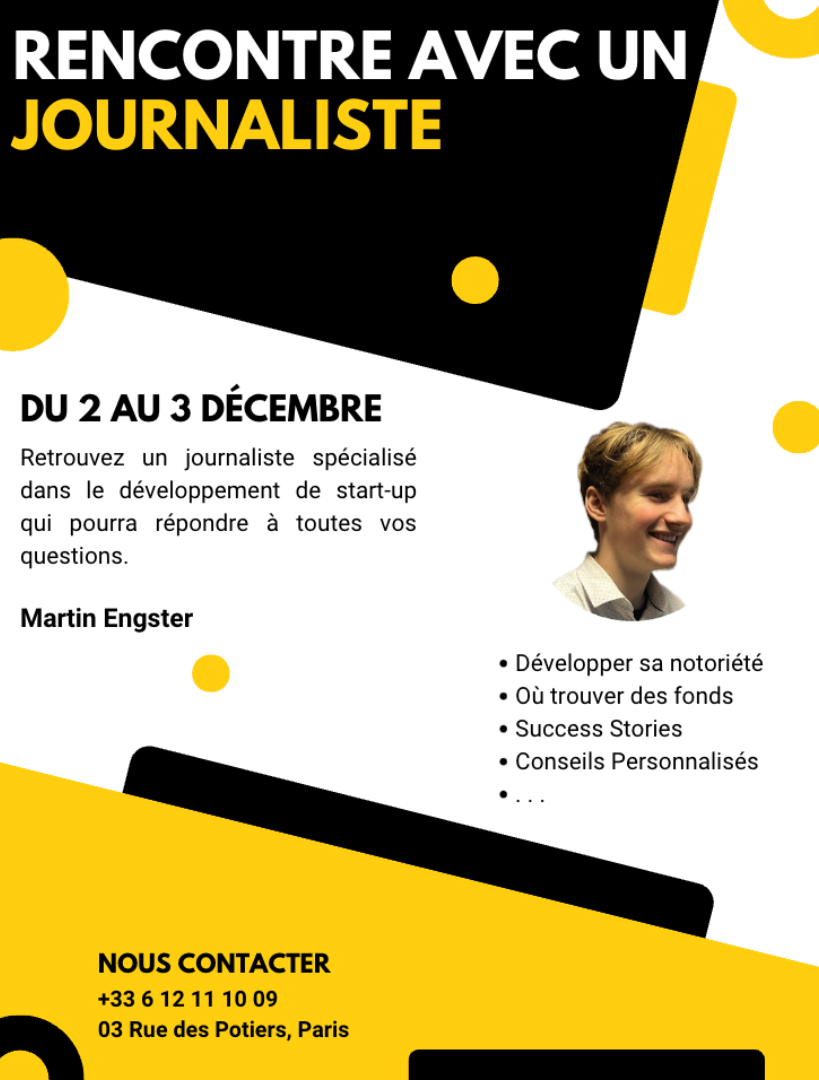 RENCONTRE AVEC UN
JOURNALISTE
DU 2 AU 3 DÉCEMBRE
Retrouvez un journaliste spécialisé
dans le développement de start-up
qui pourra répondre à toutes vos
questions.
Martin Engster
• Développer sa notoriété
• Où trouver des fonds
• Success Stories
• Conseils Personnalisés
• . . .
NOUS CONTACTER
+33 6 12 11 10 09
03 Rue des Potiers, Paris